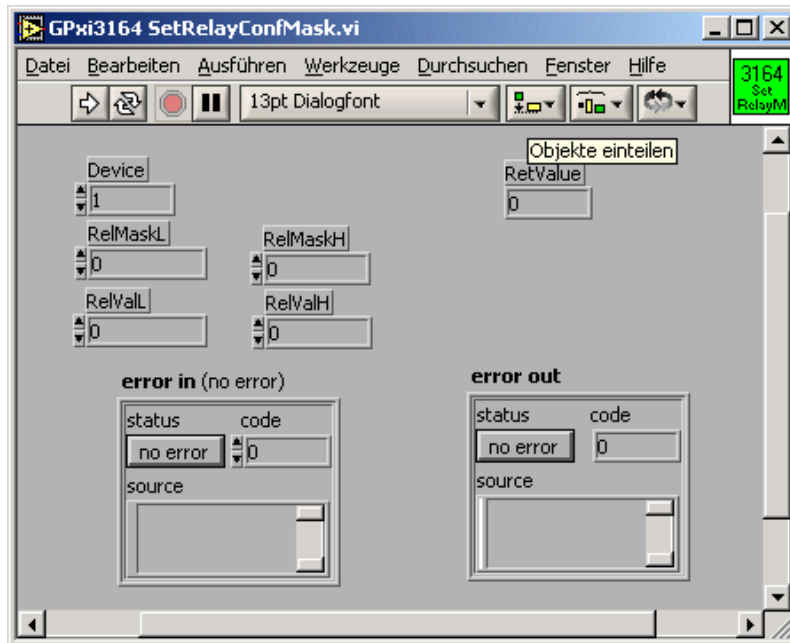 GPxi3164 SetRelayConfMask.vi
Datei Bearbeiten Ausführen Werkzeuge Durchsuchen Fenster Hilfe
3164
Set
RelayM
13pt Dialogfont
Objekte einteilen
Device
1
RetValue
0
RelMaskL
0
RelMaskH
0
RelValL
0
RelValH
0
error in (no error)
status code
no error 0
source
error out
status code
no error 0
source